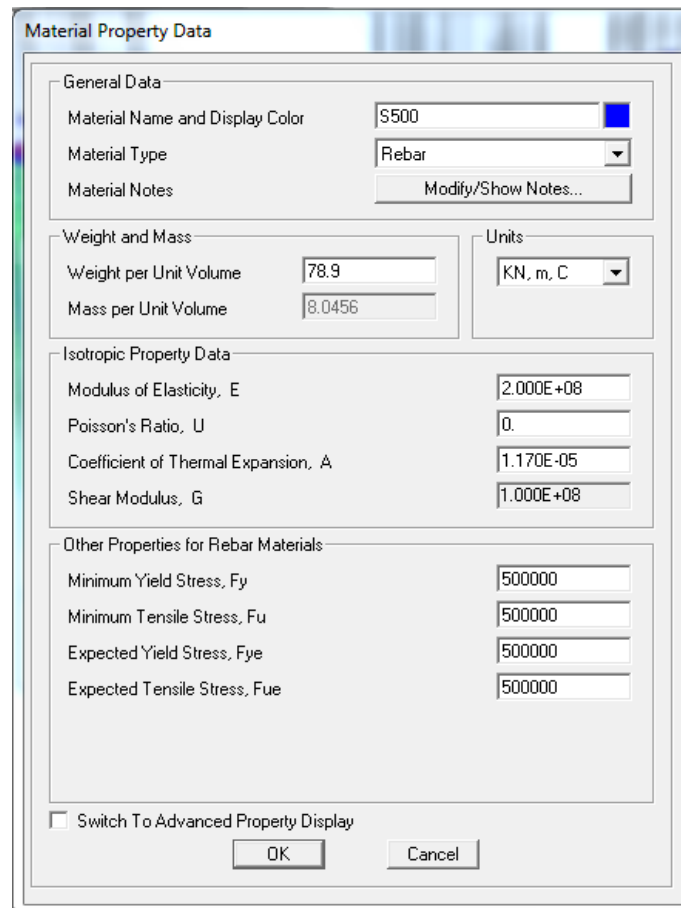 Material Property Data
General Data
Material Name and Display Color S500
Material Type Rebar
Material Notes Modify/Show Notes...
Weight and Mass Units
Weight per Unit Volume 78.9 KN, m, C
Mass per Unit Volume 8.0456
Isotropic Property Data
Modulus of Elasticity, E 2.000E+08
Poisson's Ratio, U 0.
Coefficient of Thermal Expansion, A 1.170E-05
Shear Modulus, G 1.000E+08
Other Properties for Rebar Materials
Minimum Yield Stress, Fy 500000
Minimum Tensile Stress, Fu 500000
Expected Yield Stress, Fye 500000
Expected Tensile Stress, Fue 500000
Switch To Advanced Property Display
OK Cancel